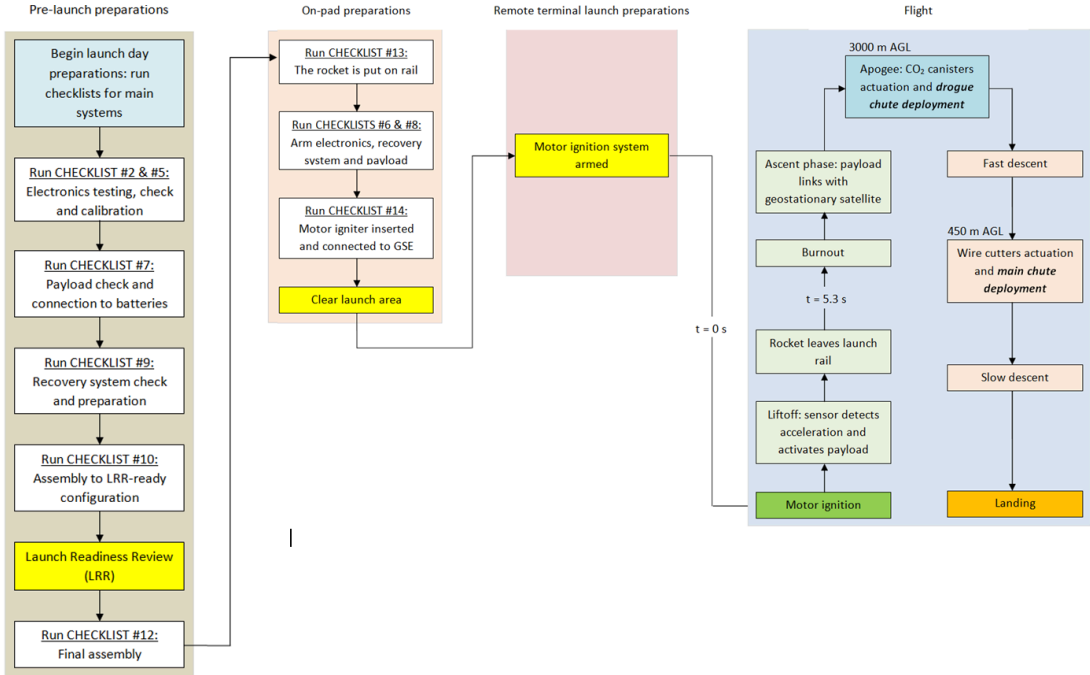 Pre-launch preparations
Begin launch day
preparations: run
checklists for main
systems
Run CHECKLIST #2 & #5:
Electronics testing, check
and calibration
Run CHECKLIST #7:
Payload check and
connection to batteries
Run CHECKLIST #9:
Recovery system check
and preparation
Run CHECKLIST #10:
Assembly to LRR-ready
configuration
Launch Readiness Review
(LRR)
Run CHECKLIST #12:
Final assembly
On-pad preparations
Run CHECKLIST #13:
The rocket is put on rail
Run CHECKLISTS #6 & #8:
Arm electronics, recovery
system and payload
Run CHECKLIST #14:
Motor igniter inserted
and connected to GSE
Clear launch area
Remote terminal launch preparations
Motor ignition system
armed
t = 0 s
Flight
Motor ignition
Liftoff: sensor detects
acceleration and
activates payload
Rocket leaves launch
rail
t = 5.3 s
Burnout
Ascent phase: payload
links with
geostationary satellite
3000 m AGL
Apogee: CO₂ canisters
actuation and drogue
chute deployment
Fast descent
450 m AGL
Wire cutters actuation
and main chute
deployment
Slow descent
Landing